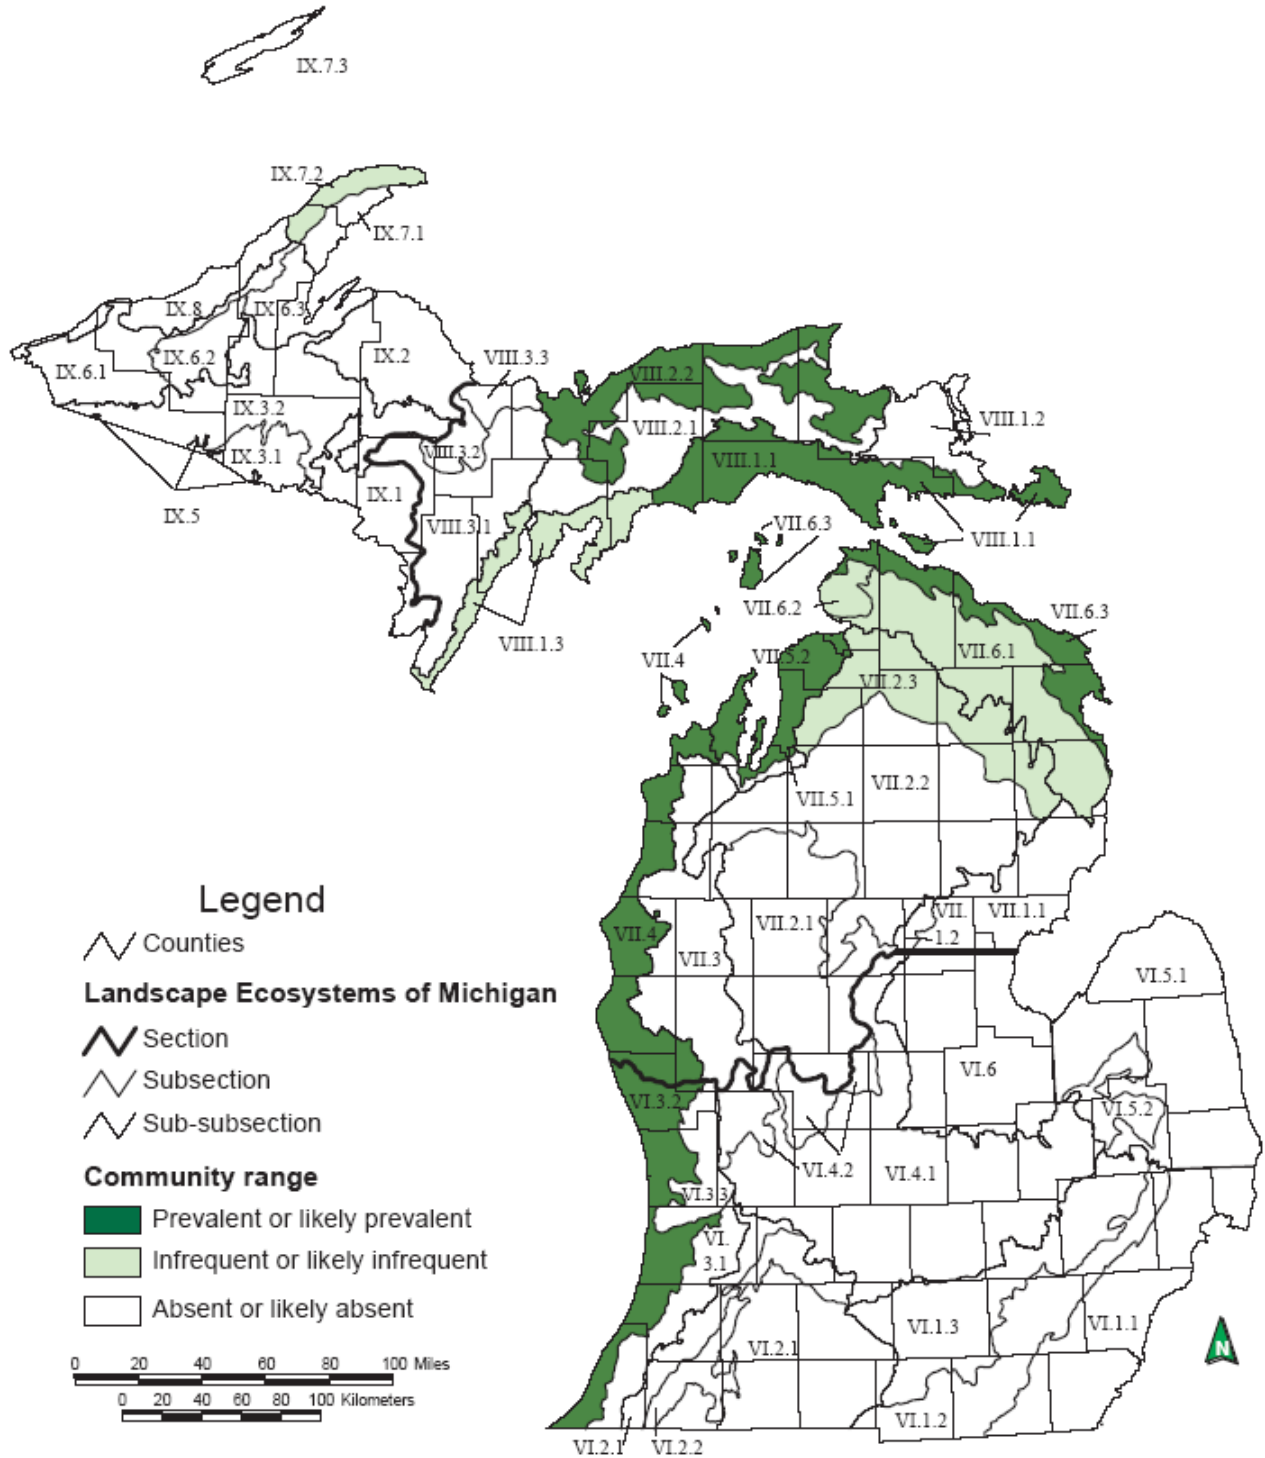 IX.7.3
IX.7.2
IX.7.1
IX.8
IX.6.3
IX.2
VIII.3.3
IX.6.2
IX.6.1
VIII.2.2
IX.3.2
VIII.2.1
VIII.1.2
IX.3.1
VIII.3.2
VIII.1.1
IX.1
IX.5
VIII.3.1
VII.6.3
VIII.1.1
VII.6.2
VII.6.3
VIII.1.3
VII.6.1
VII.4
VII.5.2
VII.2.3
VII.5.1
VII.2.2
VII.4
VII.3
VII.2.1
VII.
1.2
VII.1.1
VI.5.1
VI.6
VI.3.2
VI.5.2
VI.4.2
VI.4.1
VI.3.3
VI.
3.1
VI.2.1
VI.1.3
VI.1.1
VI.1.2
VI.2.1
VI.2.2
Legend
Counties
Landscape Ecosystems of Michigan
Section
Subsection
Sub-subsection
Community range
Prevalent or likely prevalent
Infrequent or likely infrequent
Absent or likely absent
0 20 40 60 80 100 Miles
0 20 40 60 80 100 Kilometers
N